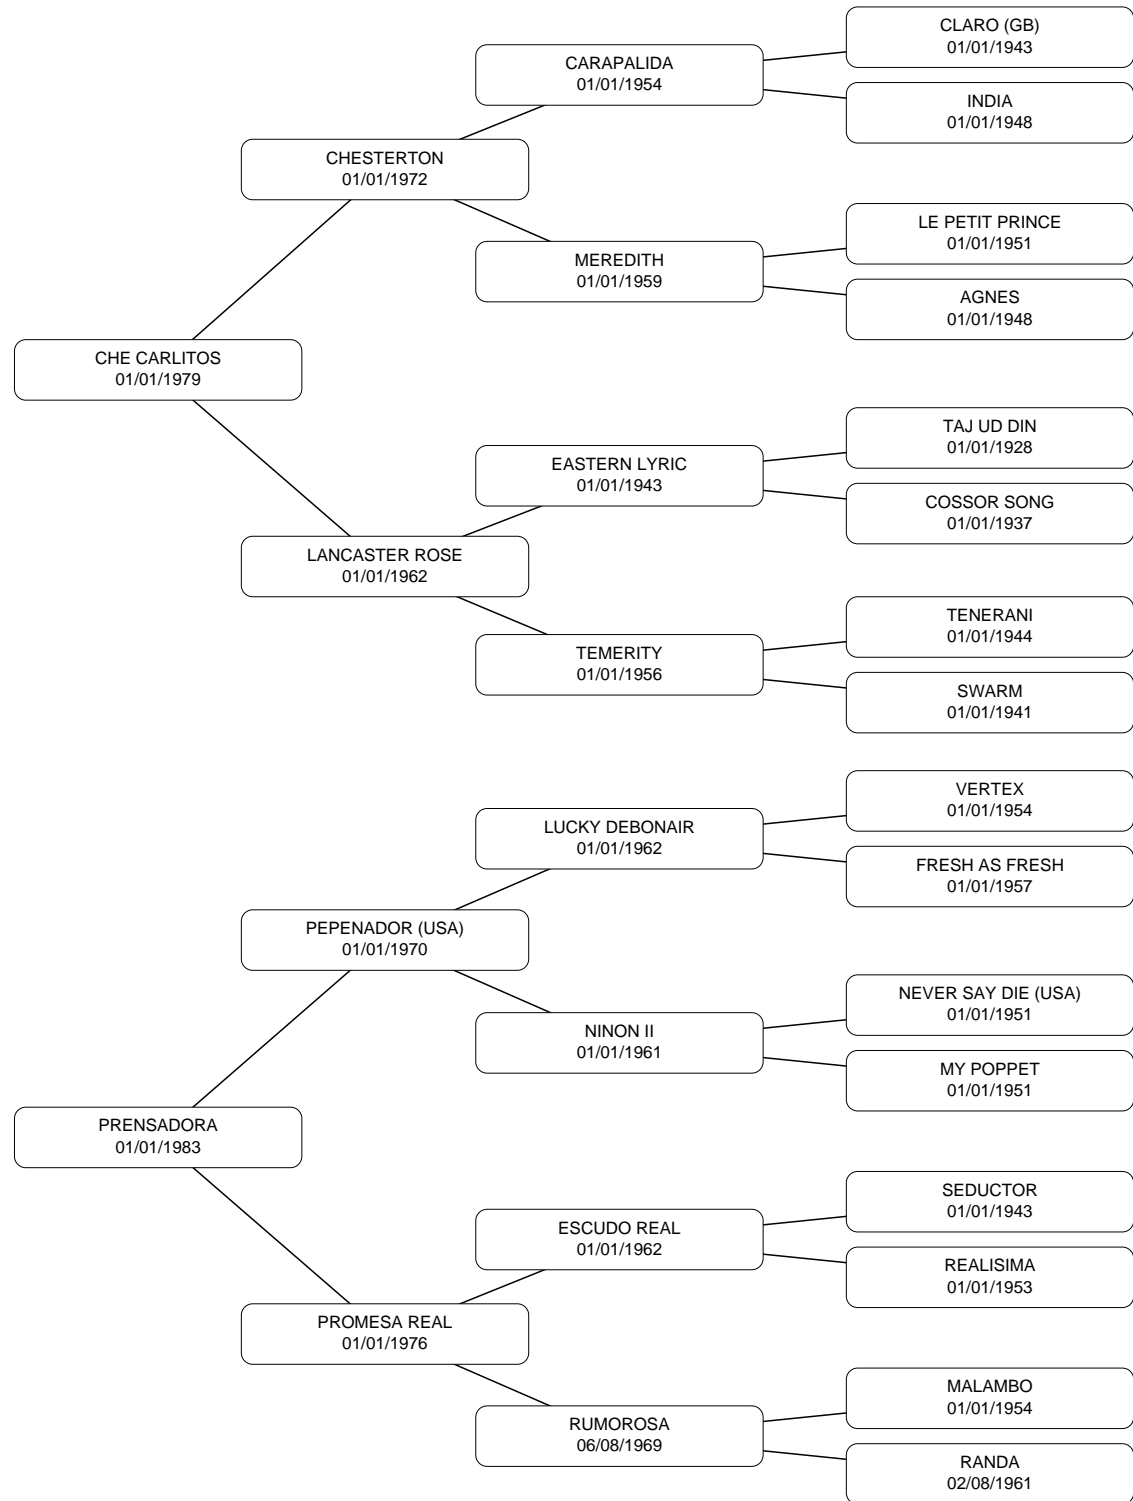 CLARO (GB)
01/01/1943
CARAPALIDA
01/01/1954
INDIA
01/01/1948
CHESTERTON
01/01/1972
LE PETIT PRINCE
01/01/1951
MEREDITH
01/01/1959
AGNES
01/01/1948
CHE CARLITOS
01/01/1979
TAJ UD DIN
01/01/1928
EASTERN LYRIC
01/01/1943
COSSOR SONG
01/01/1937
LANCASTER ROSE
01/01/1962
TENERANI
01/01/1944
TEMERITY
01/01/1956
SWARM
01/01/1941
VERTEX
01/01/1954
LUCKY DEBONAIR
01/01/1962
FRESH AS FRESH
01/01/1957
PEPENADOR (USA)
01/01/1970
NEVER SAY DIE (USA)
01/01/1951
NINON II
01/01/1961
MY POPPET
01/01/1951
PRENSADORA
01/01/1983
SEDUCTOR
01/01/1943
ESCUDO REAL
01/01/1962
REALISIMA
01/01/1953
PROMESA REAL
01/01/1976
MALAMBO
01/01/1954
RUMOROSA
06/08/1969
RANDA
02/08/1961